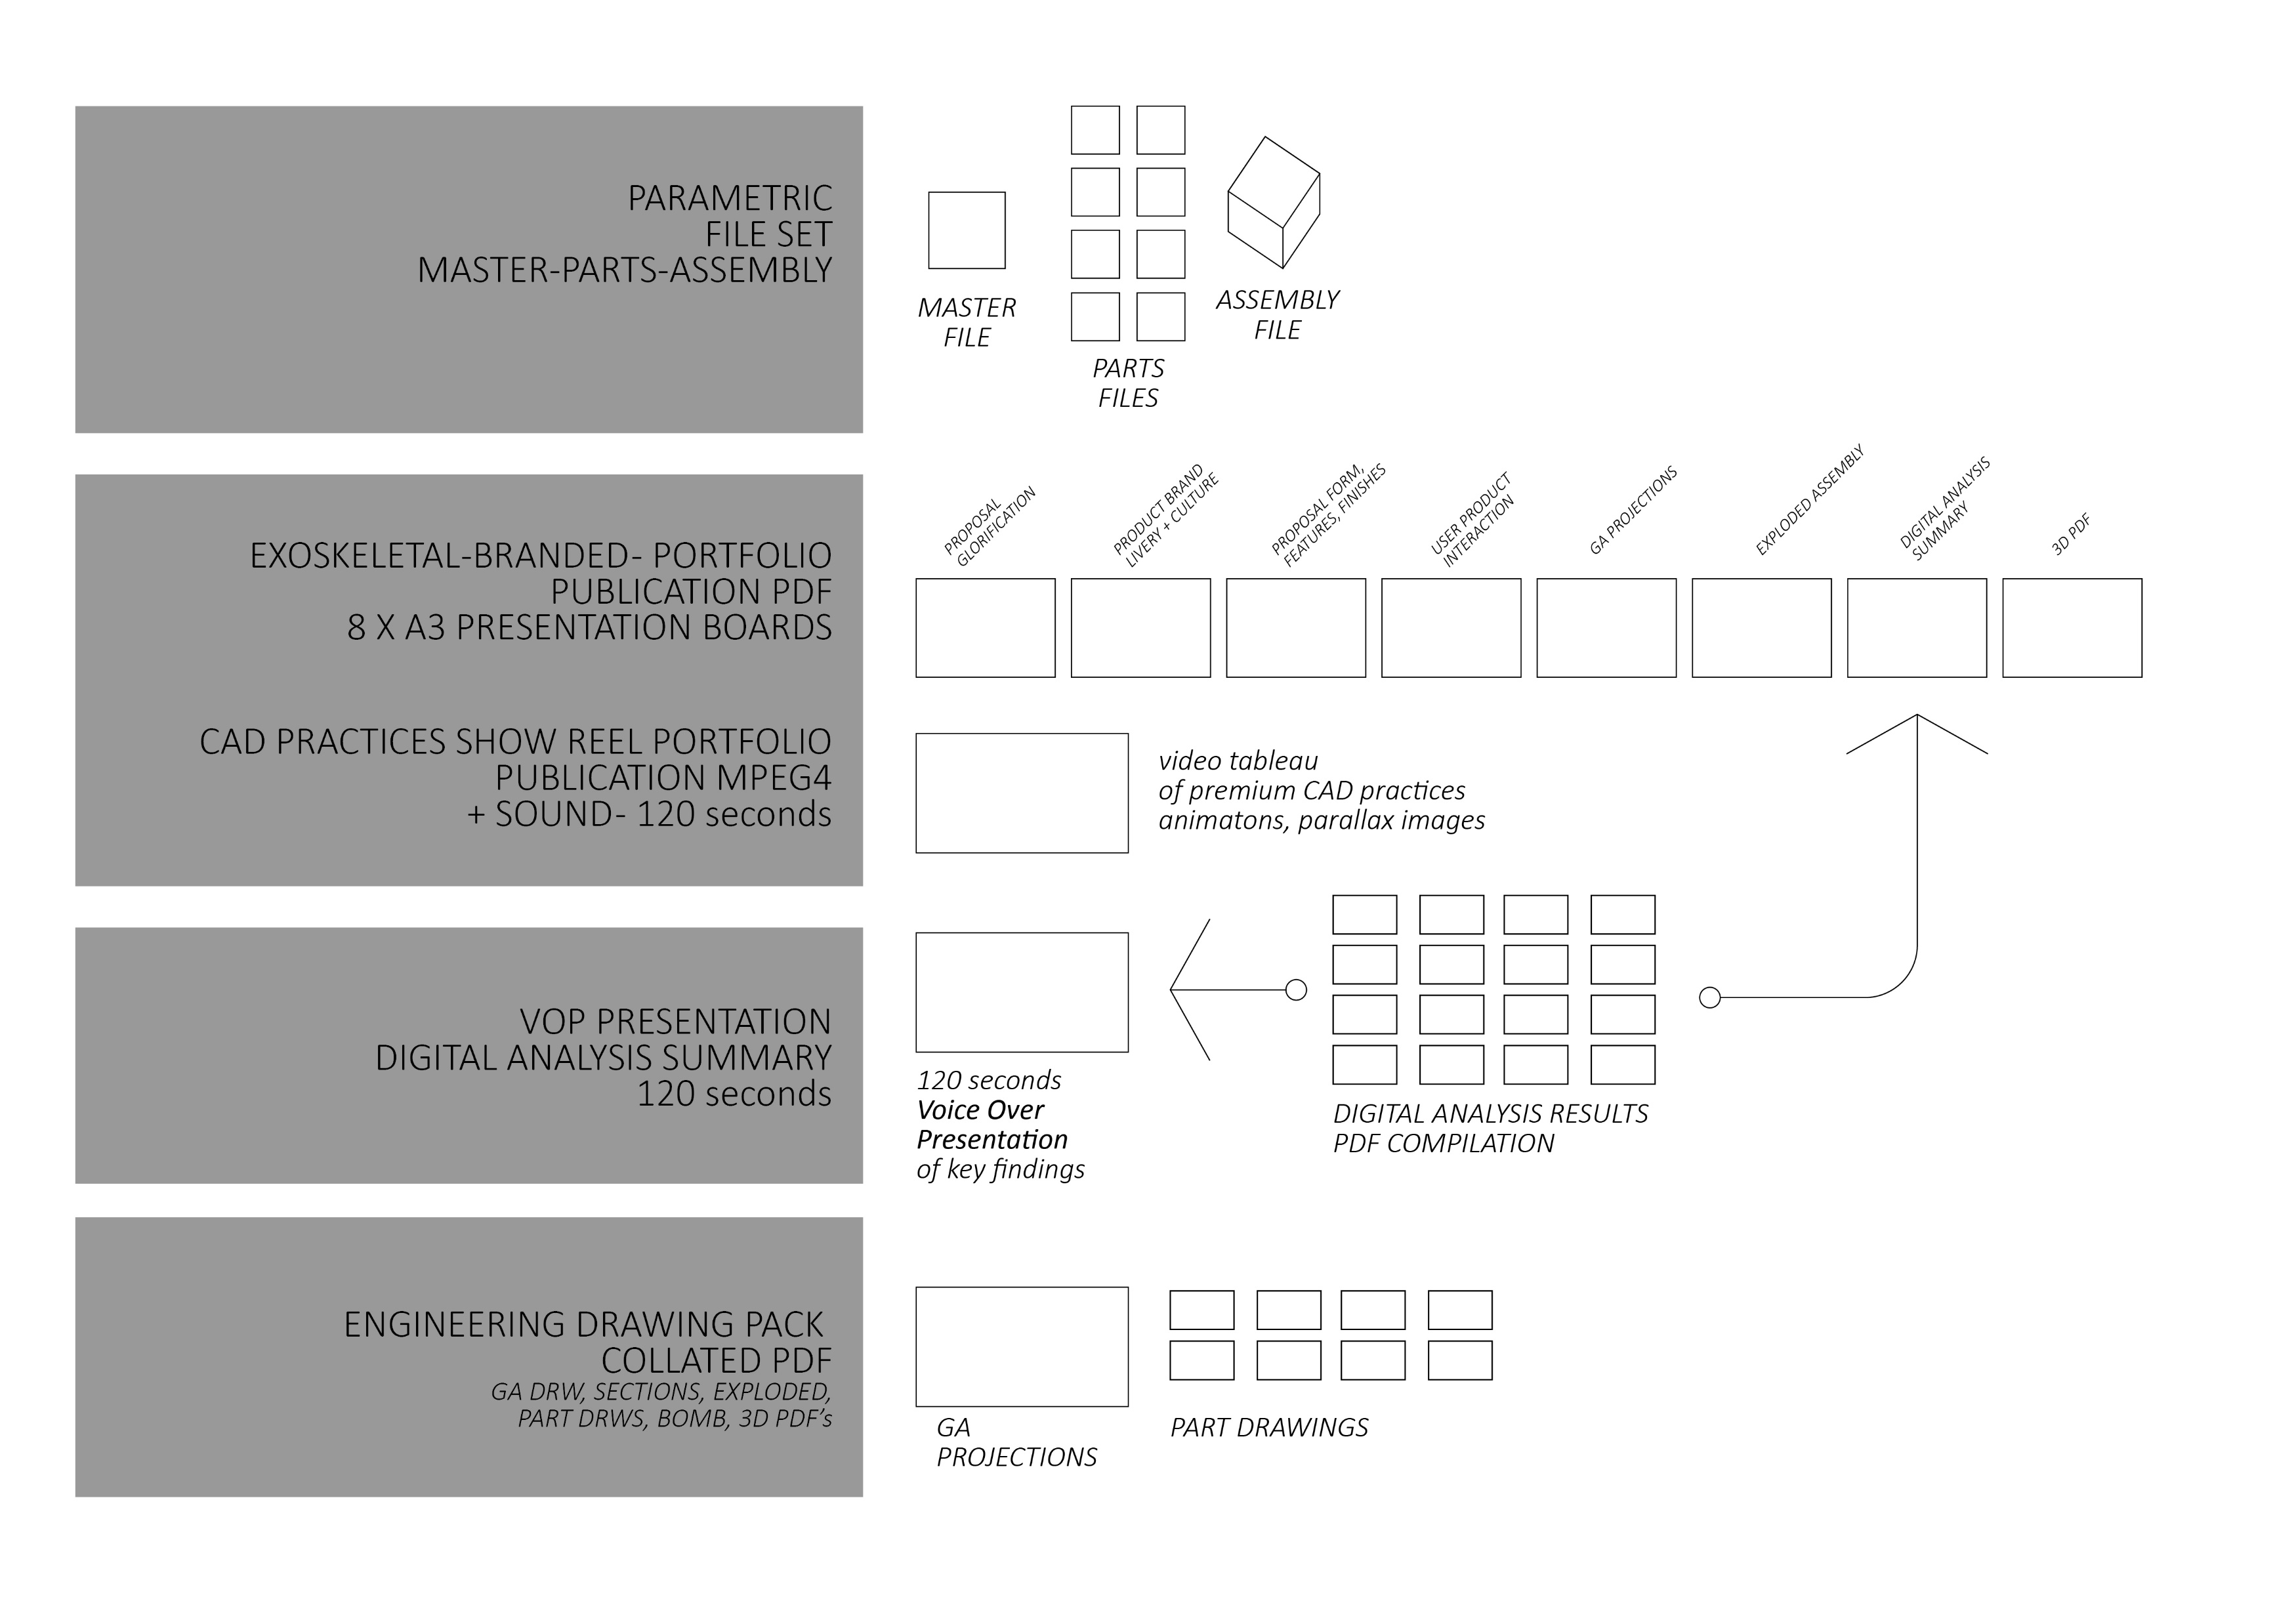 PARAMETRIC
FILE SET
MASTER-PARTS-ASSEMBLY
MASTER
FILE
PARTS
FILES
ASSEMBLY
FILE
EXOSKELETAL-BRANDED- PORTFOLIO
PUBLICATION PDF
8 X A3 PRESENTATION BOARDS
PROPOSAL
GLORIFICATION
PRODUCT BRAND
LIVERY + CULTURE
PROPOSAL FORM,
FEATURES, FINISHES
USER PRODUCT
INTERACTION
GA PROJECTIONS
EXPLODED ASSEMBLY
DIGITAL ANALYSIS
SUMMARY
3D PDF
CAD PRACTICES SHOW REEL PORTFOLIO
PUBLICATION MPEG4
+ SOUND- 120 seconds
video tableau
of premium CAD practices
animatons, parallax images
VOP PRESENTATION
DIGITAL ANALYSIS SUMMARY
120 seconds
120 seconds
Voice Over
Presentation
of key findings
DIGITAL ANALYSIS RESULTS
PDF COMPILATION
ENGINEERING DRAWING PACK
COLLATED PDF
GA DRW, SECTIONS, EXPLODED,
PART DRWS, BOMB, 3D PDF’s
GA
PROJECTIONS
PART DRAWINGS